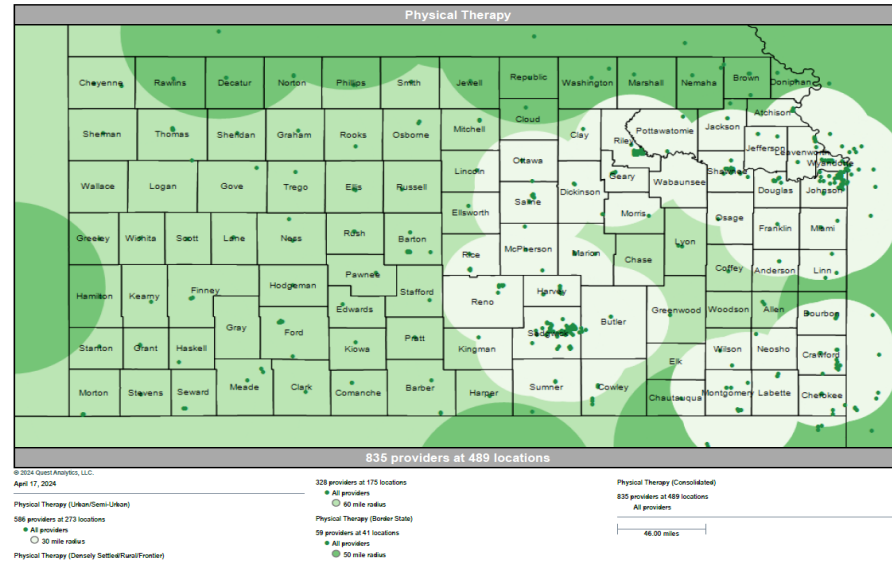 Physical Therapy
Cheyenne Rawlins Decatur Norton Phillips Smith Jewell Republic Washington Marshall Nemaha Brown Doniphan
Sherman Thomas Sheridan Graham Rooks Osborne Mitchell Cloud Clay Riley Pottawatomie Jackson Atchison
Jefferson Leavenworth Wyandotte
Wallace Logan Gove Trego Ellis Russell Lincoln Ottawa Saline Dickinson Geary Wabaunsee Shawnee Douglas Johnson
Ellsworth Morris Osage Franklin Miami
Greeley Wichita Scott Lane Ness Rush Barton Rice McPherson Marion Chase Lyon Coffey Anderson Linn
Hamilton Kearny Finney Hodgeman Pawnee Stafford Reno Harvey
Gray Ford Edwards Sedgwick Butler Greenwood Woodson Allen Bourbon
Stanton Grant Haskell Kiowa Pratt Kingman Elk Wilson Neosho Crawford
Morton Stevens Seward Meade Clark Comanche Barber Harper Sumner Cowley Chautauqua Montgomery Labette Cherokee
835 providers at 489 locations
© 2024 Quest Analytics, LLC.
April 17, 2024
Physical Therapy (Urban/Semi-Urban)
586 providers at 273 locations
All providers
30 mile radius
Physical Therapy (Densely Settled/Rural/Frontier)
328 providers at 175 locations
All providers
60 mile radius
Physical Therapy (Border State)
59 providers at 41 locations
All providers
50 mile radius
Physical Therapy (Consolidated)
835 providers at 489 locations
All providers
46.00 miles